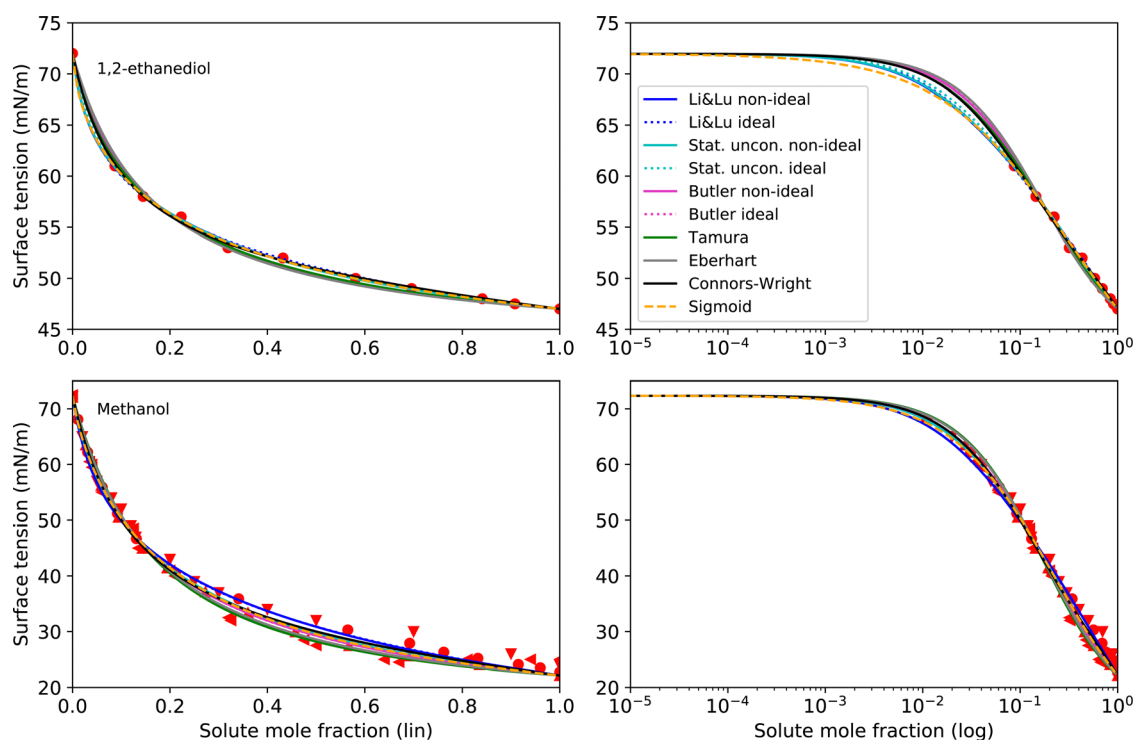 75
70
65
60
55
50
45
Surface tension (mN/m)
1,2-ethanediol
0.0 0.2 0.4 0.6 0.8 1.0
75
70
65
60
55
50
45
Li&Lu non-ideal
Li&Lu ideal
Stat. uncon. non-ideal
Stat. uncon. ideal
Butler non-ideal
Butler ideal
Tamura
Eberhart
Connors-Wright
Sigmoid
10⁻⁵ 10⁻⁴ 10⁻³ 10⁻² 10⁻¹ 10⁰
70
60
50
40
30
20
Surface tension (mN/m)
Methanol
0.0 0.2 0.4 0.6 0.8 1.0
Solute mole fraction (lin)
70
60
50
40
30
20
10⁻⁵ 10⁻⁴ 10⁻³ 10⁻² 10⁻¹ 10⁰
Solute mole fraction (log)